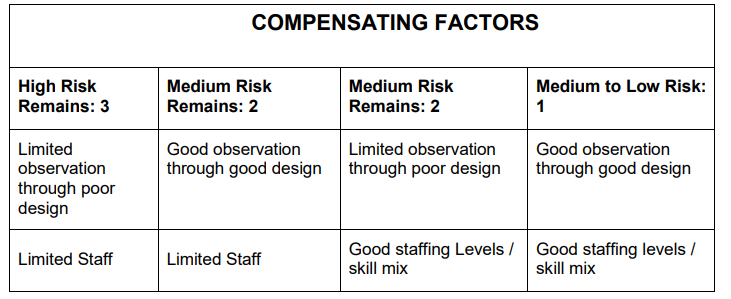 COMPENSATING FACTORS
High Risk
Remains: 3
Medium Risk
Remains: 2
Medium Risk
Remains: 2
Medium to Low Risk:
1
Limited
observation
through poor
design
Good observation
through good design
Limited observation
through poor design
Good observation
through good design
Limited Staff
Limited Staff
Good staffing Levels /
skill mix
Good staffing levels /
skill mix